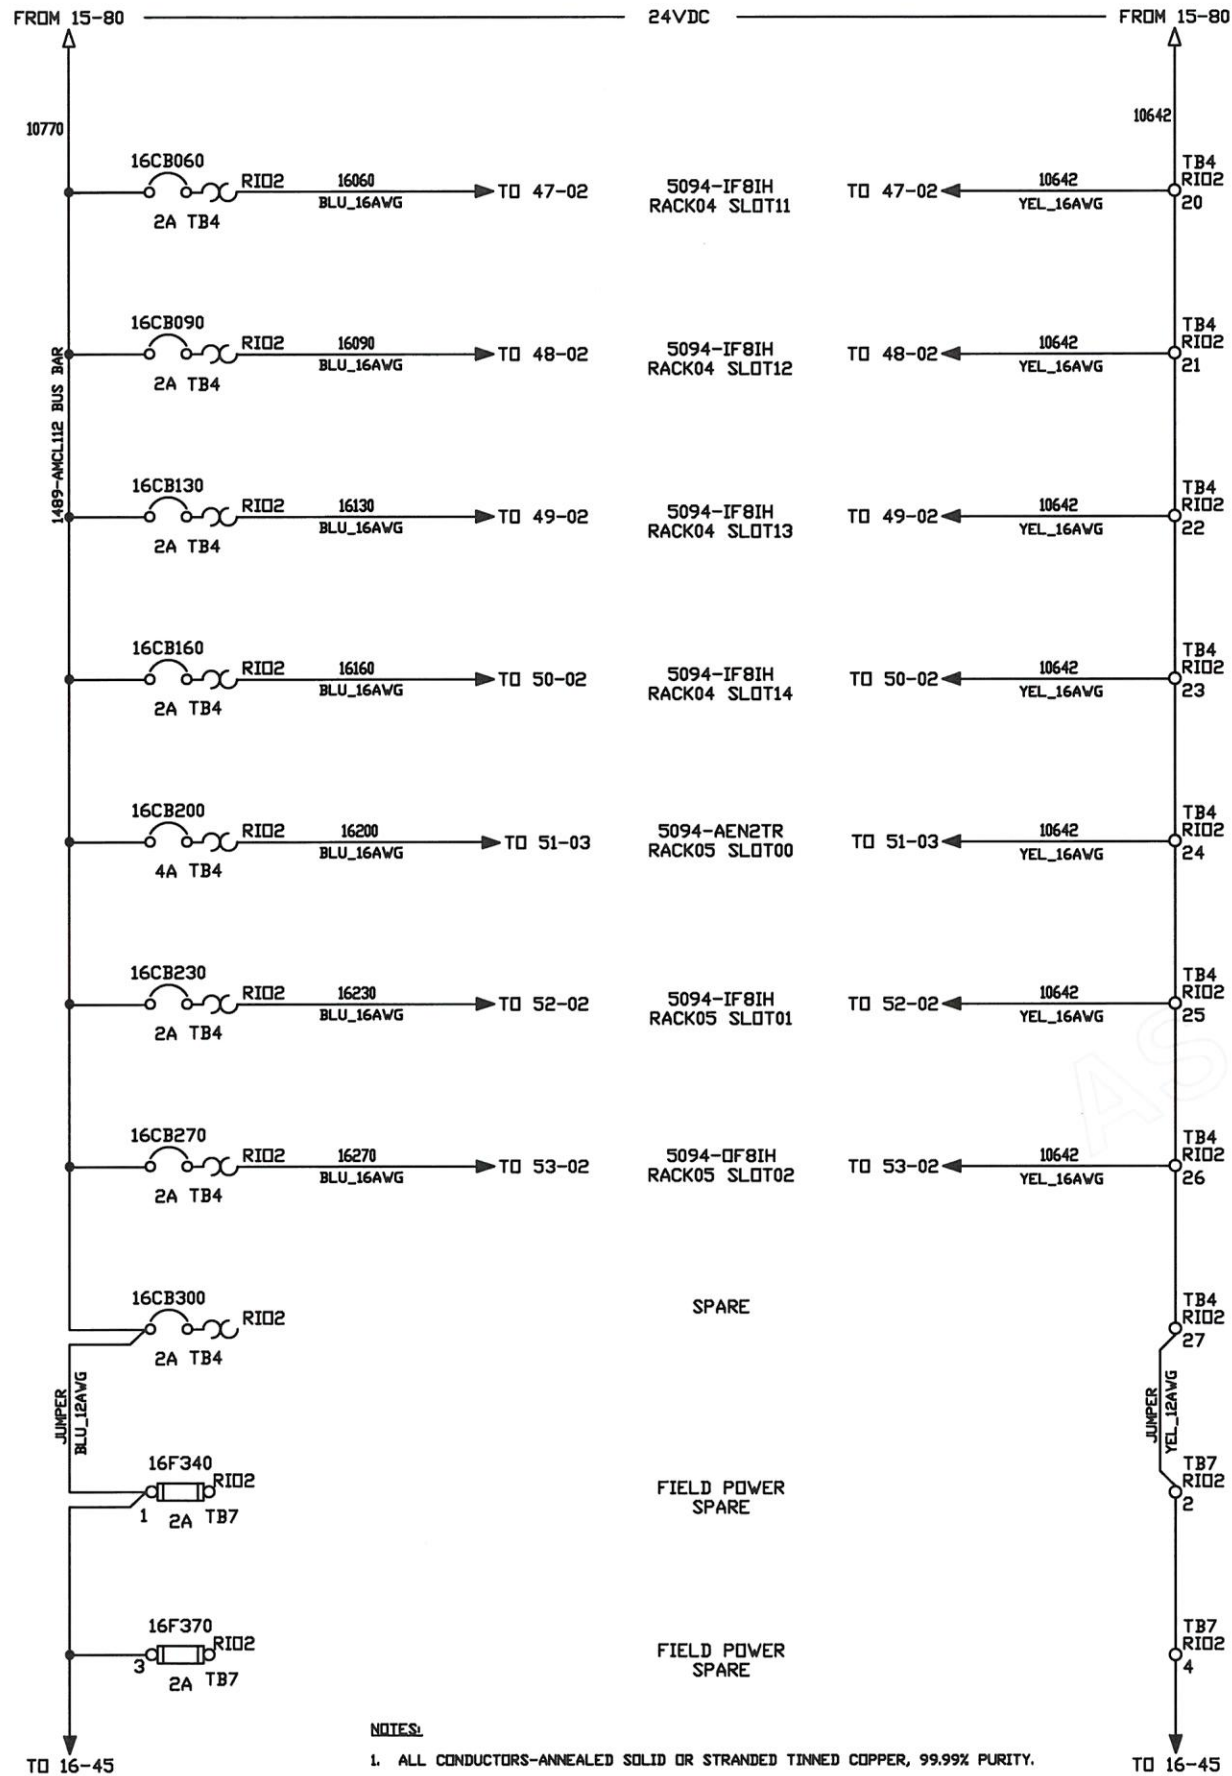 FROM 15-80 24VDC FROM 15-80
10770 10642
16CB060
RIO2 16060 TO 47-02
BLU_16AWG
2A TB4
5094-IF8IH
RACK04 SLOT11
TO 47-02 10642
YEL_16AWG
TB4
RIO2
20
16CB090
RIO2 16090 TO 48-02
BLU_16AWG
2A TB4
5094-IF8IH
RACK04 SLOT12
TO 48-02 10642
YEL_16AWG
TB4
RIO2
21
1489-AMCL112 BUS BAR
16CB130
RIO2 16130 TO 49-02
BLU_16AWG
2A TB4
5094-IF8IH
RACK04 SLOT13
TO 49-02 10642
YEL_16AWG
TB4
RIO2
22
16CB160
RIO2 16160 TO 50-02
BLU_16AWG
2A TB4
5094-IF8IH
RACK04 SLOT14
TO 50-02 10642
YEL_16AWG
TB4
RIO2
23
16CB200
RIO2 16200 TO 51-03
BLU_16AWG
4A TB4
5094-AEN2TR
RACK05 SLOT00
TO 51-03 10642
YEL_16AWG
TB4
RIO2
24
16CB230
RIO2 16230 TO 52-02
BLU_16AWG
2A TB4
5094-IF8IH
RACK05 SLOT01
TO 52-02 10642
YEL_16AWG
TB4
RIO2
25
AS
16CB270
RIO2 16270 TO 53-02
BLU_16AWG
2A TB4
5094-OF8IH
RACK05 SLOT02
TO 53-02 10642
YEL_16AWG
TB4
RIO2
26
16CB300
RIO2
2A TB4
SPARE
TB4
RIO2
27
JUMPER
BLU_12AWG
JUMPER
YEL_12AWG
16F340
RIO2
1 2A TB7
FIELD POWER
SPARE
TB7
RIO2
2
16F370
RIO2
3 2A TB7
FIELD POWER
SPARE
TB7
RIO2
4
NOTES:
1. ALL CONDUCTORS-ANNEALED SOLID OR STRANDED TINNED COPPER, 99.99% PURITY.
TO 16-45 TO 16-45